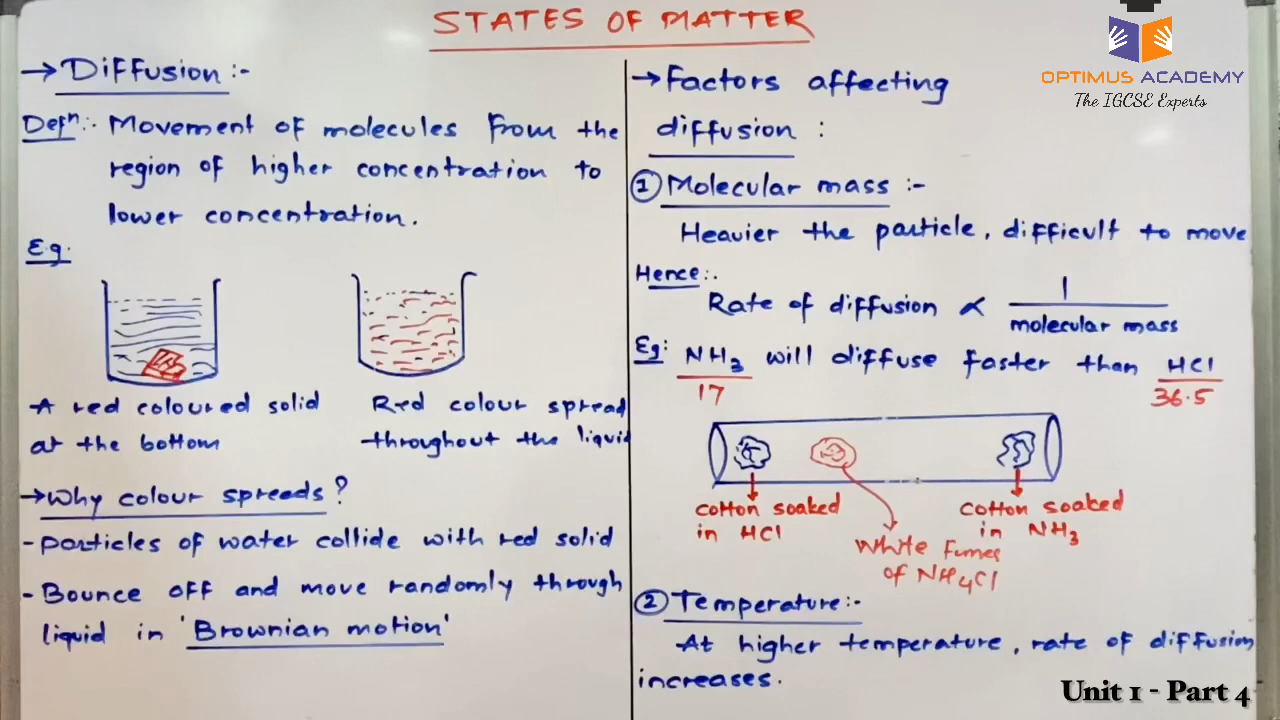 STATES OF MATTER
→ Diffusion :-
Defⁿ:- Movement of molecules from the
region of higher concentration to
lower concentration.
Eg:
A red coloured solid
at the bottom
Red colour spread
throughout the liquid
→ Why colour spreads?
- Particles of water collide with red solid
- Bounce off and move randomly through
liquid in 'Brownian motion'
→ Factors affecting
diffusion :
① Molecular mass :-
Heavier the particle, difficult to move
Hence:.
Rate of diffusion ∝ 1
molecular mass
Eg: NH₃ will diffuse faster than HCl
17 36.5
cotton soaked
in HCl
White fumes
of NH₄Cl
cotton soaked
in NH₃
② Temperature:-
At higher temperature, rate of diffusion
increases.
OPTIMUS ACADEMY
The IGCSE Experts
Unit 1 - Part 4